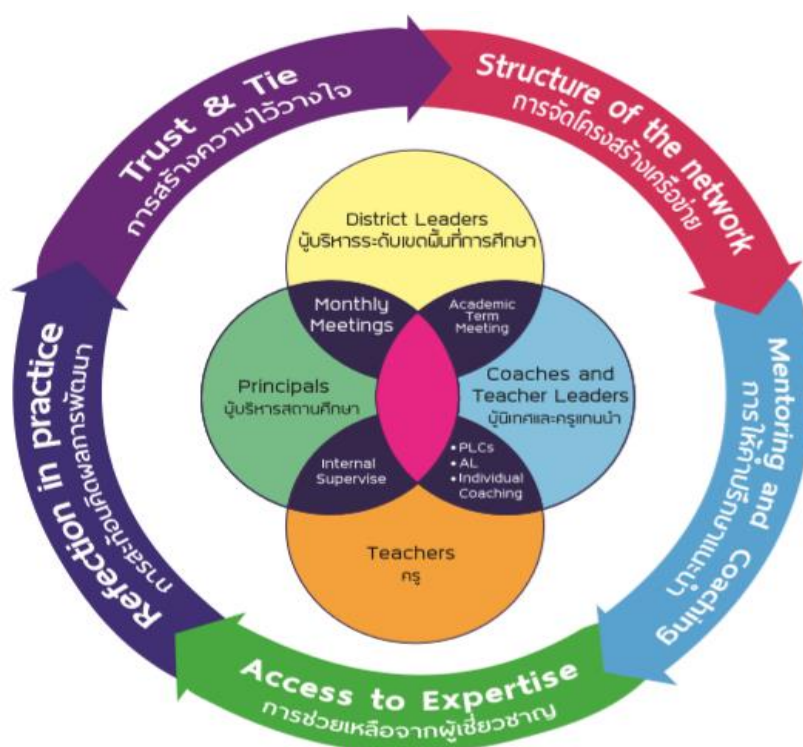 Trust & Tie
การสร้างความไว้วางใจ
Structure of the network
การจัดโครงสร้างเครือข่าย
Mentoring and Coaching
การให้คำปรึกษาแนะนำ
Access to Expertise
การช่วยเหลือจากผู้เชี่ยวชาญ
Refection in practice
การสะท้อนคิดผลการพัฒนา
District Leaders
ผู้บริหารระดับเขตพื้นที่การศึกษา
Monthly
Meetings
Academic
Term
Meeting
Principals
ผู้บริหารสถานศึกษา
Coaches and
Teacher Leaders
ผู้นิเทศและครูแกนนำ
Internal
Supervise
• PLCs
• AL
• Individual
Coaching
Teachers
ครู